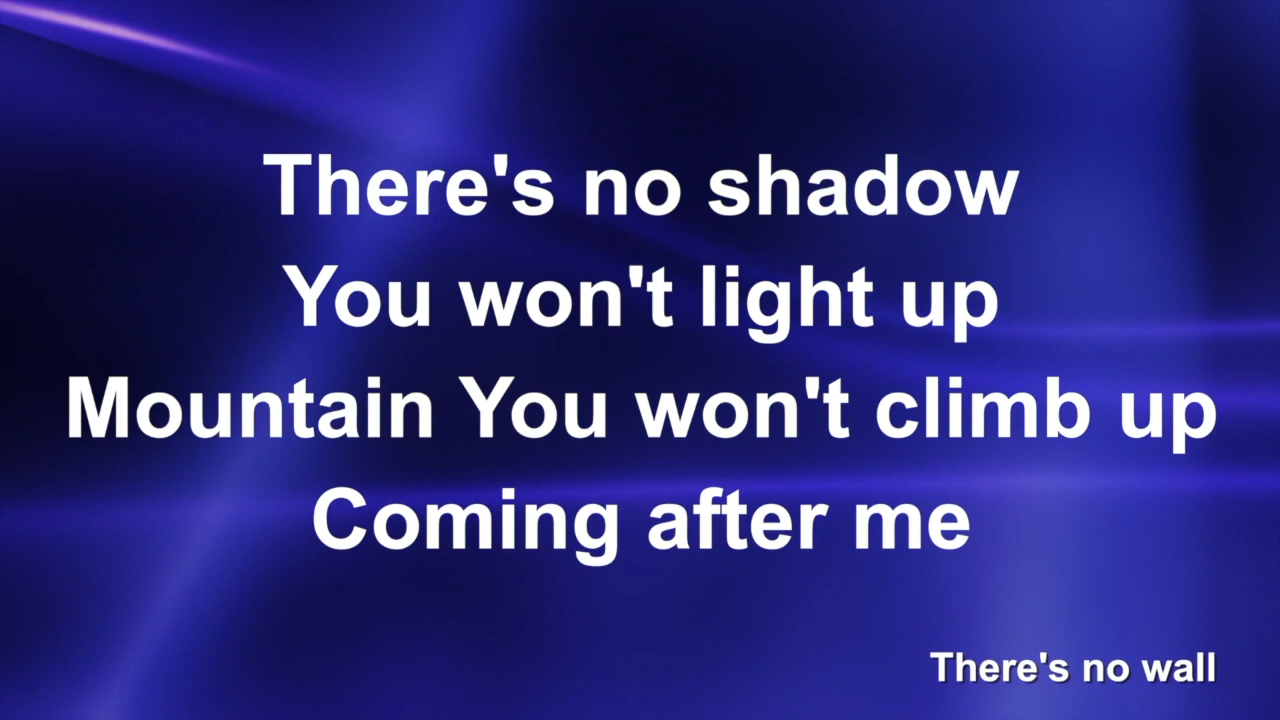 There's no shadow
You won't light up
Mountain You won't climb up
Coming after me
There's no wall